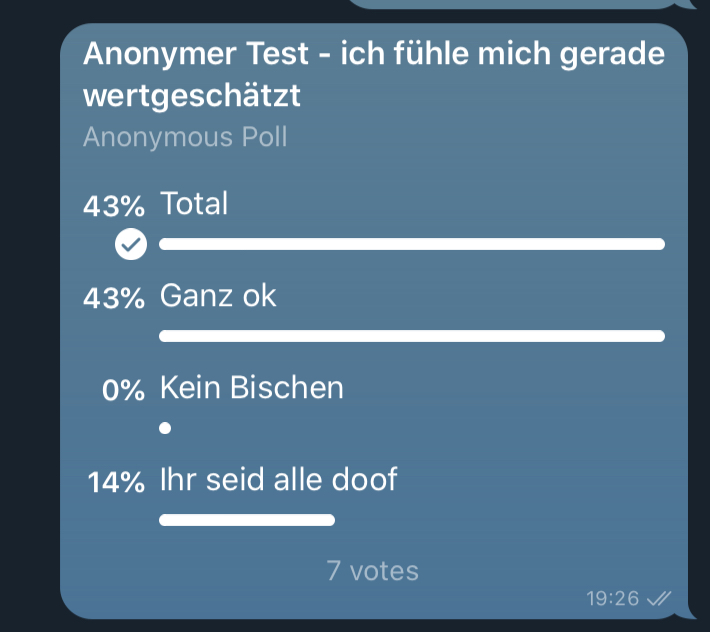 Anonymer Test - ich fühle mich gerade
wertgeschätzt
Anonymous Poll
43% Total
43% Ganz ok
0% Kein Bischen
14% Ihr seid alle doof
7 votes
19:26